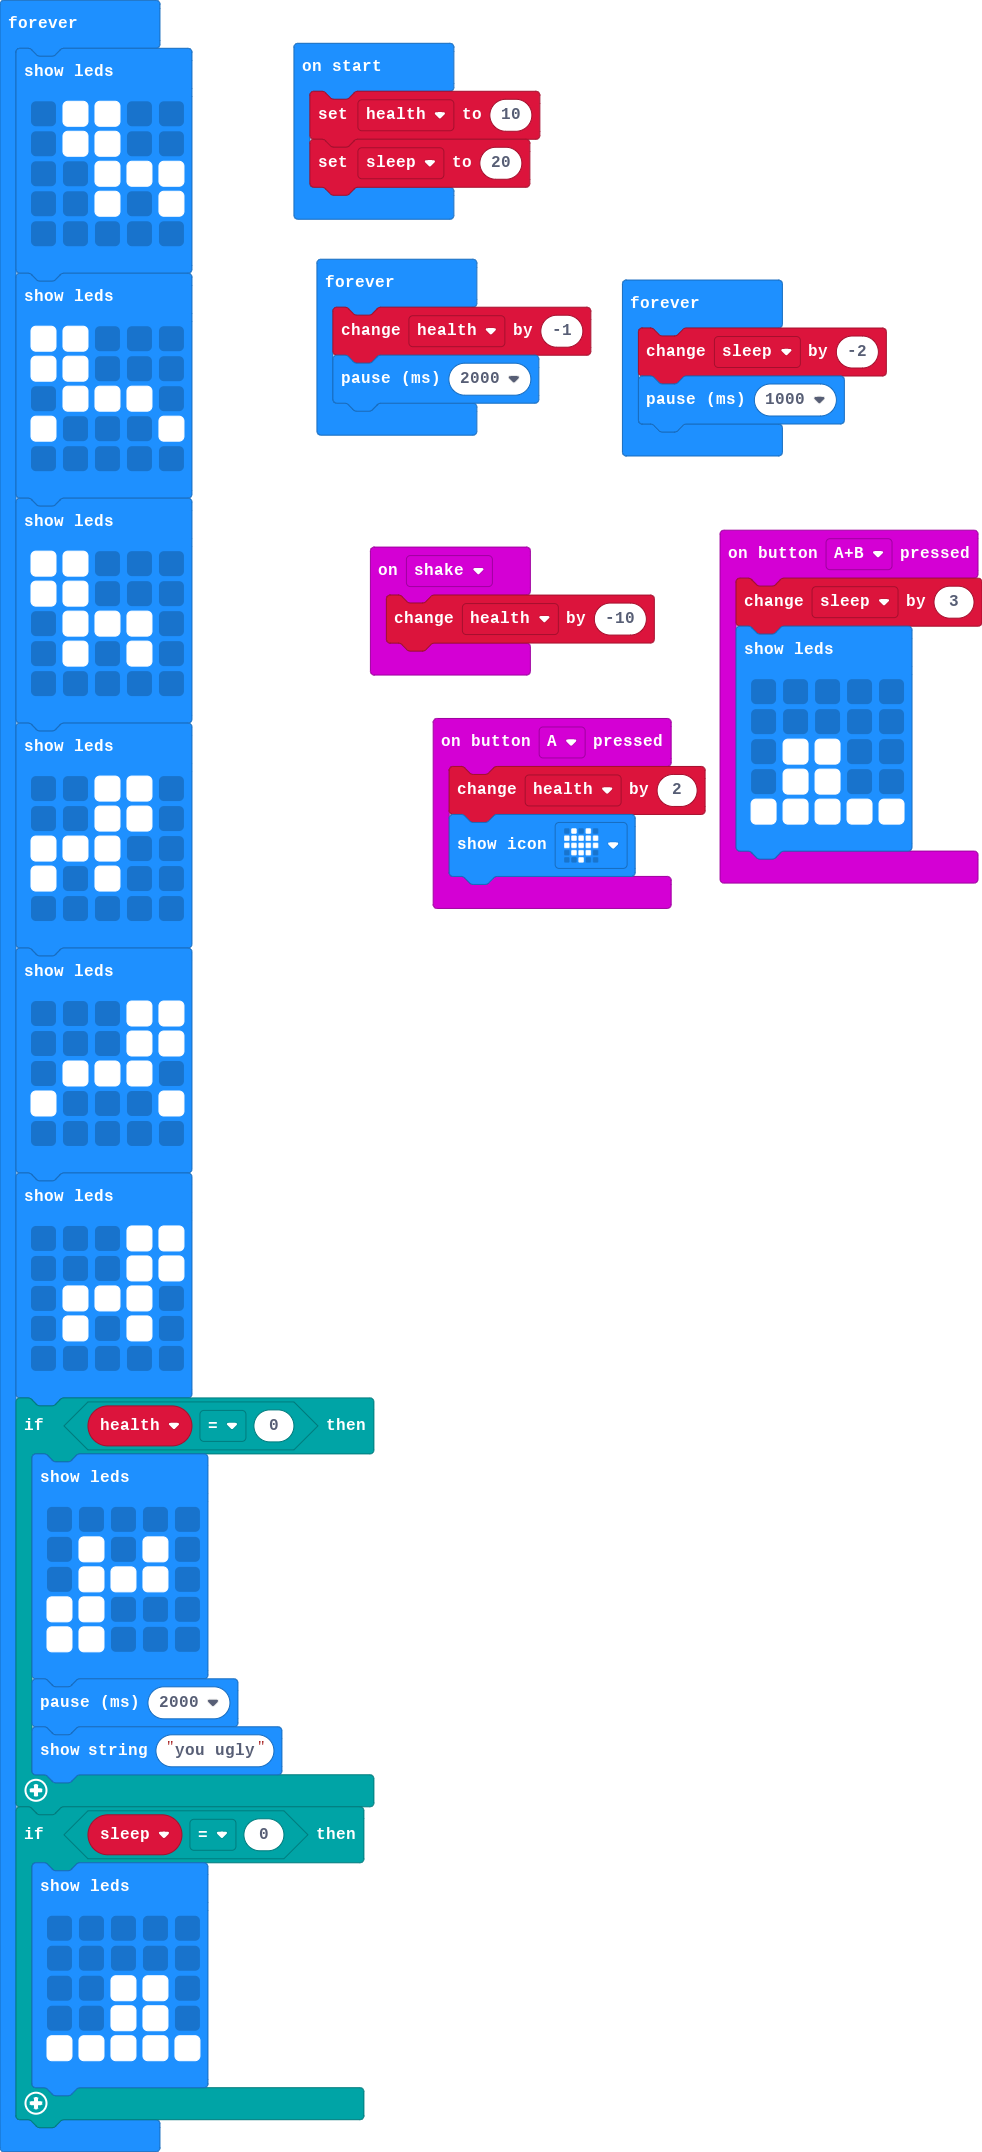 forever
show leds
show leds
show leds
show leds
show leds
show leds
if health = 0 then
show leds
pause (ms) 2000
show string "you ugly"
if sleep = 0 then
show leds
on start
set health to 10
set sleep to 20
forever
change health by -1
pause (ms) 2000
forever
change sleep by -2
pause (ms) 1000
on shake
change health by -10
on button A+B pressed
change sleep by 3
show leds
on button A pressed
change health by 2
show icon